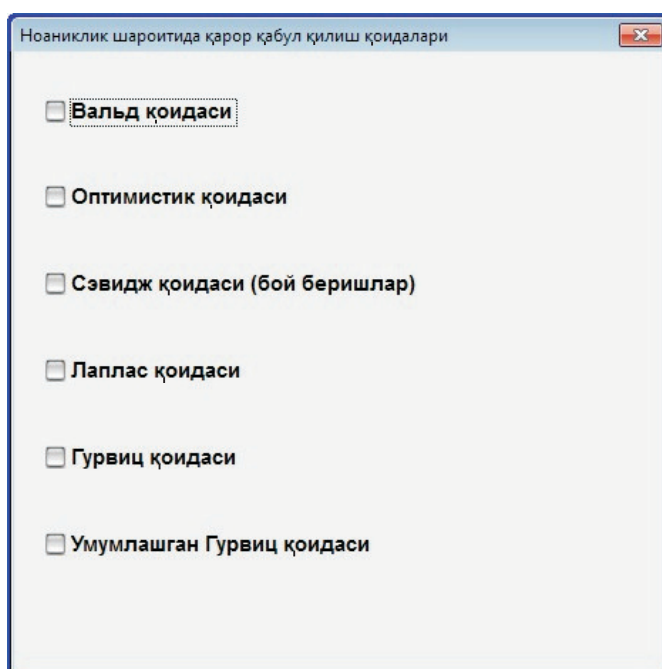 Ноаниклик шароитида қарор қабул қилиш қоидалари
Вальд қоидаси
Оптимистик қоидаси
Сэвидж қоидаси (бой беришлар)
Лаплас қоидаси
Гурвиц қоидаси
Умумлашган Гурвиц қоидаси